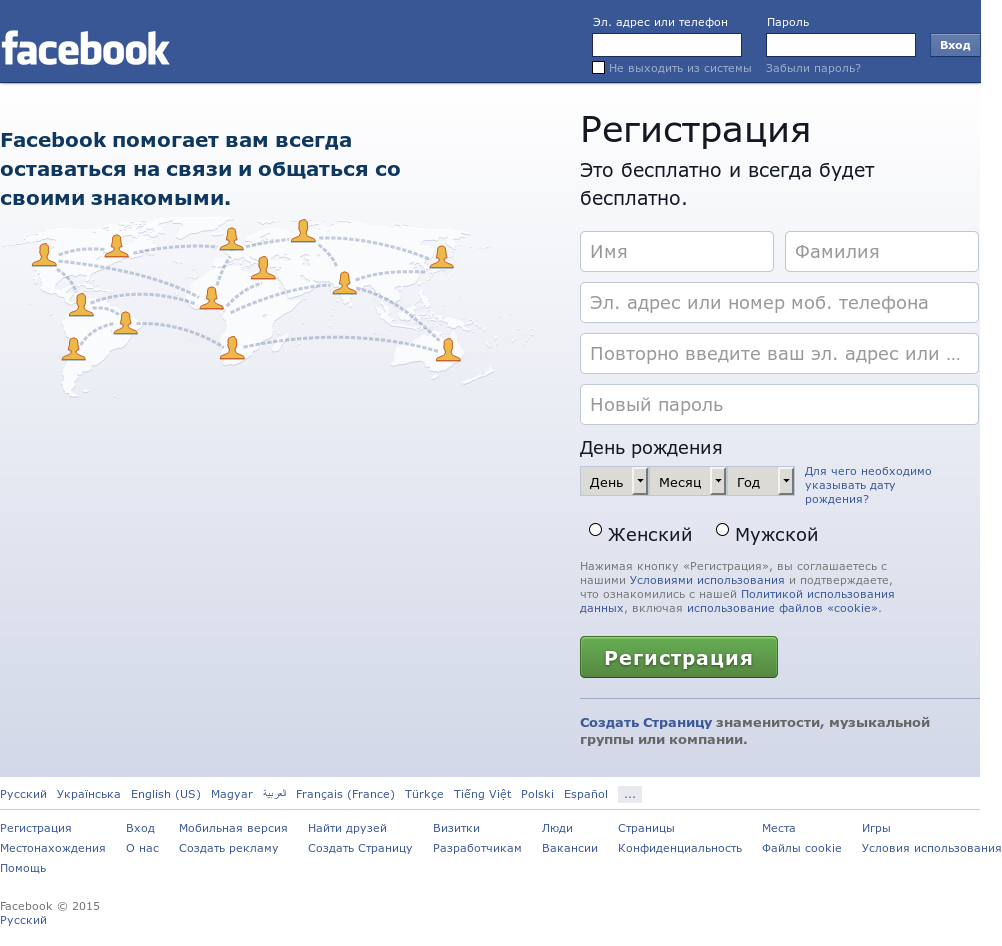 facebook
Эл. адрес или телефон
Пароль
Вход
Не выходить из системы
Забыли пароль?
Facebook помогает вам всегда
оставаться на связи и общаться со
своими знакомыми.
Регистрация
Это бесплатно и всегда будет
бесплатно.
Имя
Фамилия
Эл. адрес или номер моб. телефона
Повторно введите ваш эл. адрес или ...
Новый пароль
День рождения
День
Месяц
Год
Для чего необходимо
указывать дату
рождения?
Женский
Мужской
Нажимая кнопку «Регистрация», вы соглашаетесь с
нашими Условиями использования и подтверждаете,
что ознакомились с нашей Политикой использования
данных, включая использование файлов «cookie».
Регистрация
Создать Страницу знаменитости, музыкальной
группы или компании.
Русский Українська English (US) Magyar العربية Français (France) Türkçe Tiếng Việt Polski Español ...
Регистрация Вход Мобильная версия Найти друзей Визитки Люди Страницы Места Игры
Местонахождения О нас Создать рекламу Создать Страницу Разработчикам Вакансии Конфиденциальность Файлы cookie Условия использования
Помощь
Facebook © 2015
Русский